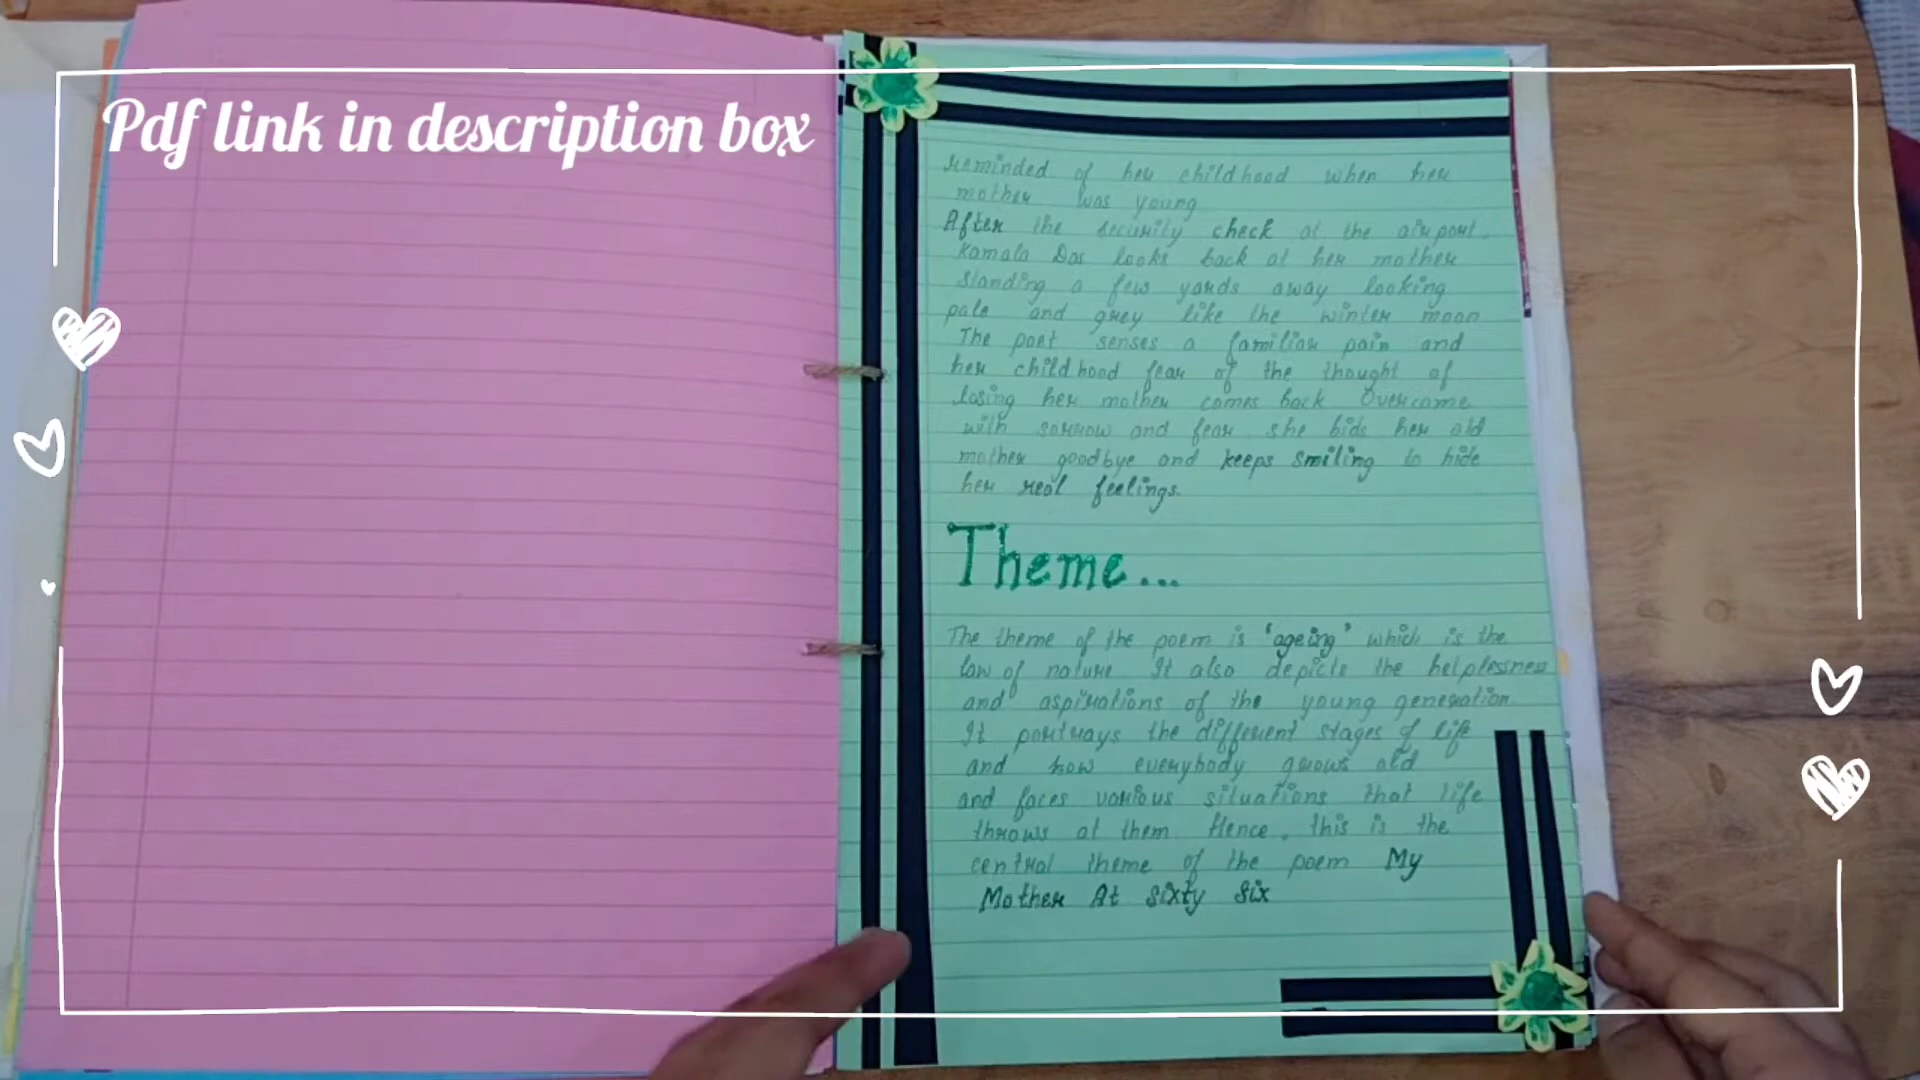 Pdf link in description box
reminded of her childhood when her
mother was young
After the security check at the airport.
Kamala Das looks back at her mother
standing a few yards away looking
pale and grey like the winter moon
The poet senses a familiar pain and
her childhood fear of the thought of
losing her mother comes back Overcome
with sorrow and fear she bids her old
mother goodbye and keeps smiling to hide
her real feelings.
Theme...
The theme of the poem is 'ageing' which is the
law of nature It also depicts the helplessness
and aspirations of the young generation
It portrays the different stages of life
and how everybody grows old
and faces various situations that life
throws at them Hence, this is the
central theme of the poem My
Mother At Sixty Six